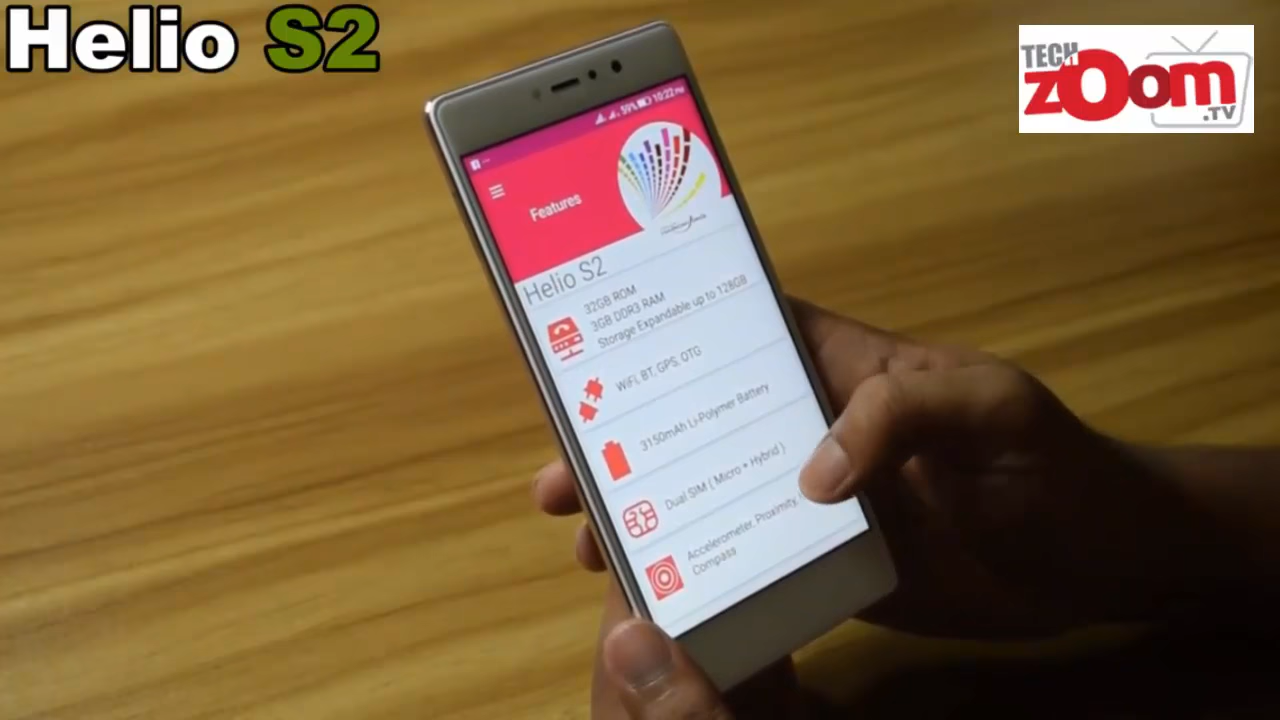 Helio S2
TECH
zoom
.TV
59% 10:22 PM
Features
Helio S2
32GB ROM
3GB DDR3 RAM
Storage Expandable up to 128GB
WiFi, BT, GPS, OTG
3150mAh Li-Polymer Battery
Dual SIM ( Micro + Hybrid )
Accelerometer, Proximity,
Compass